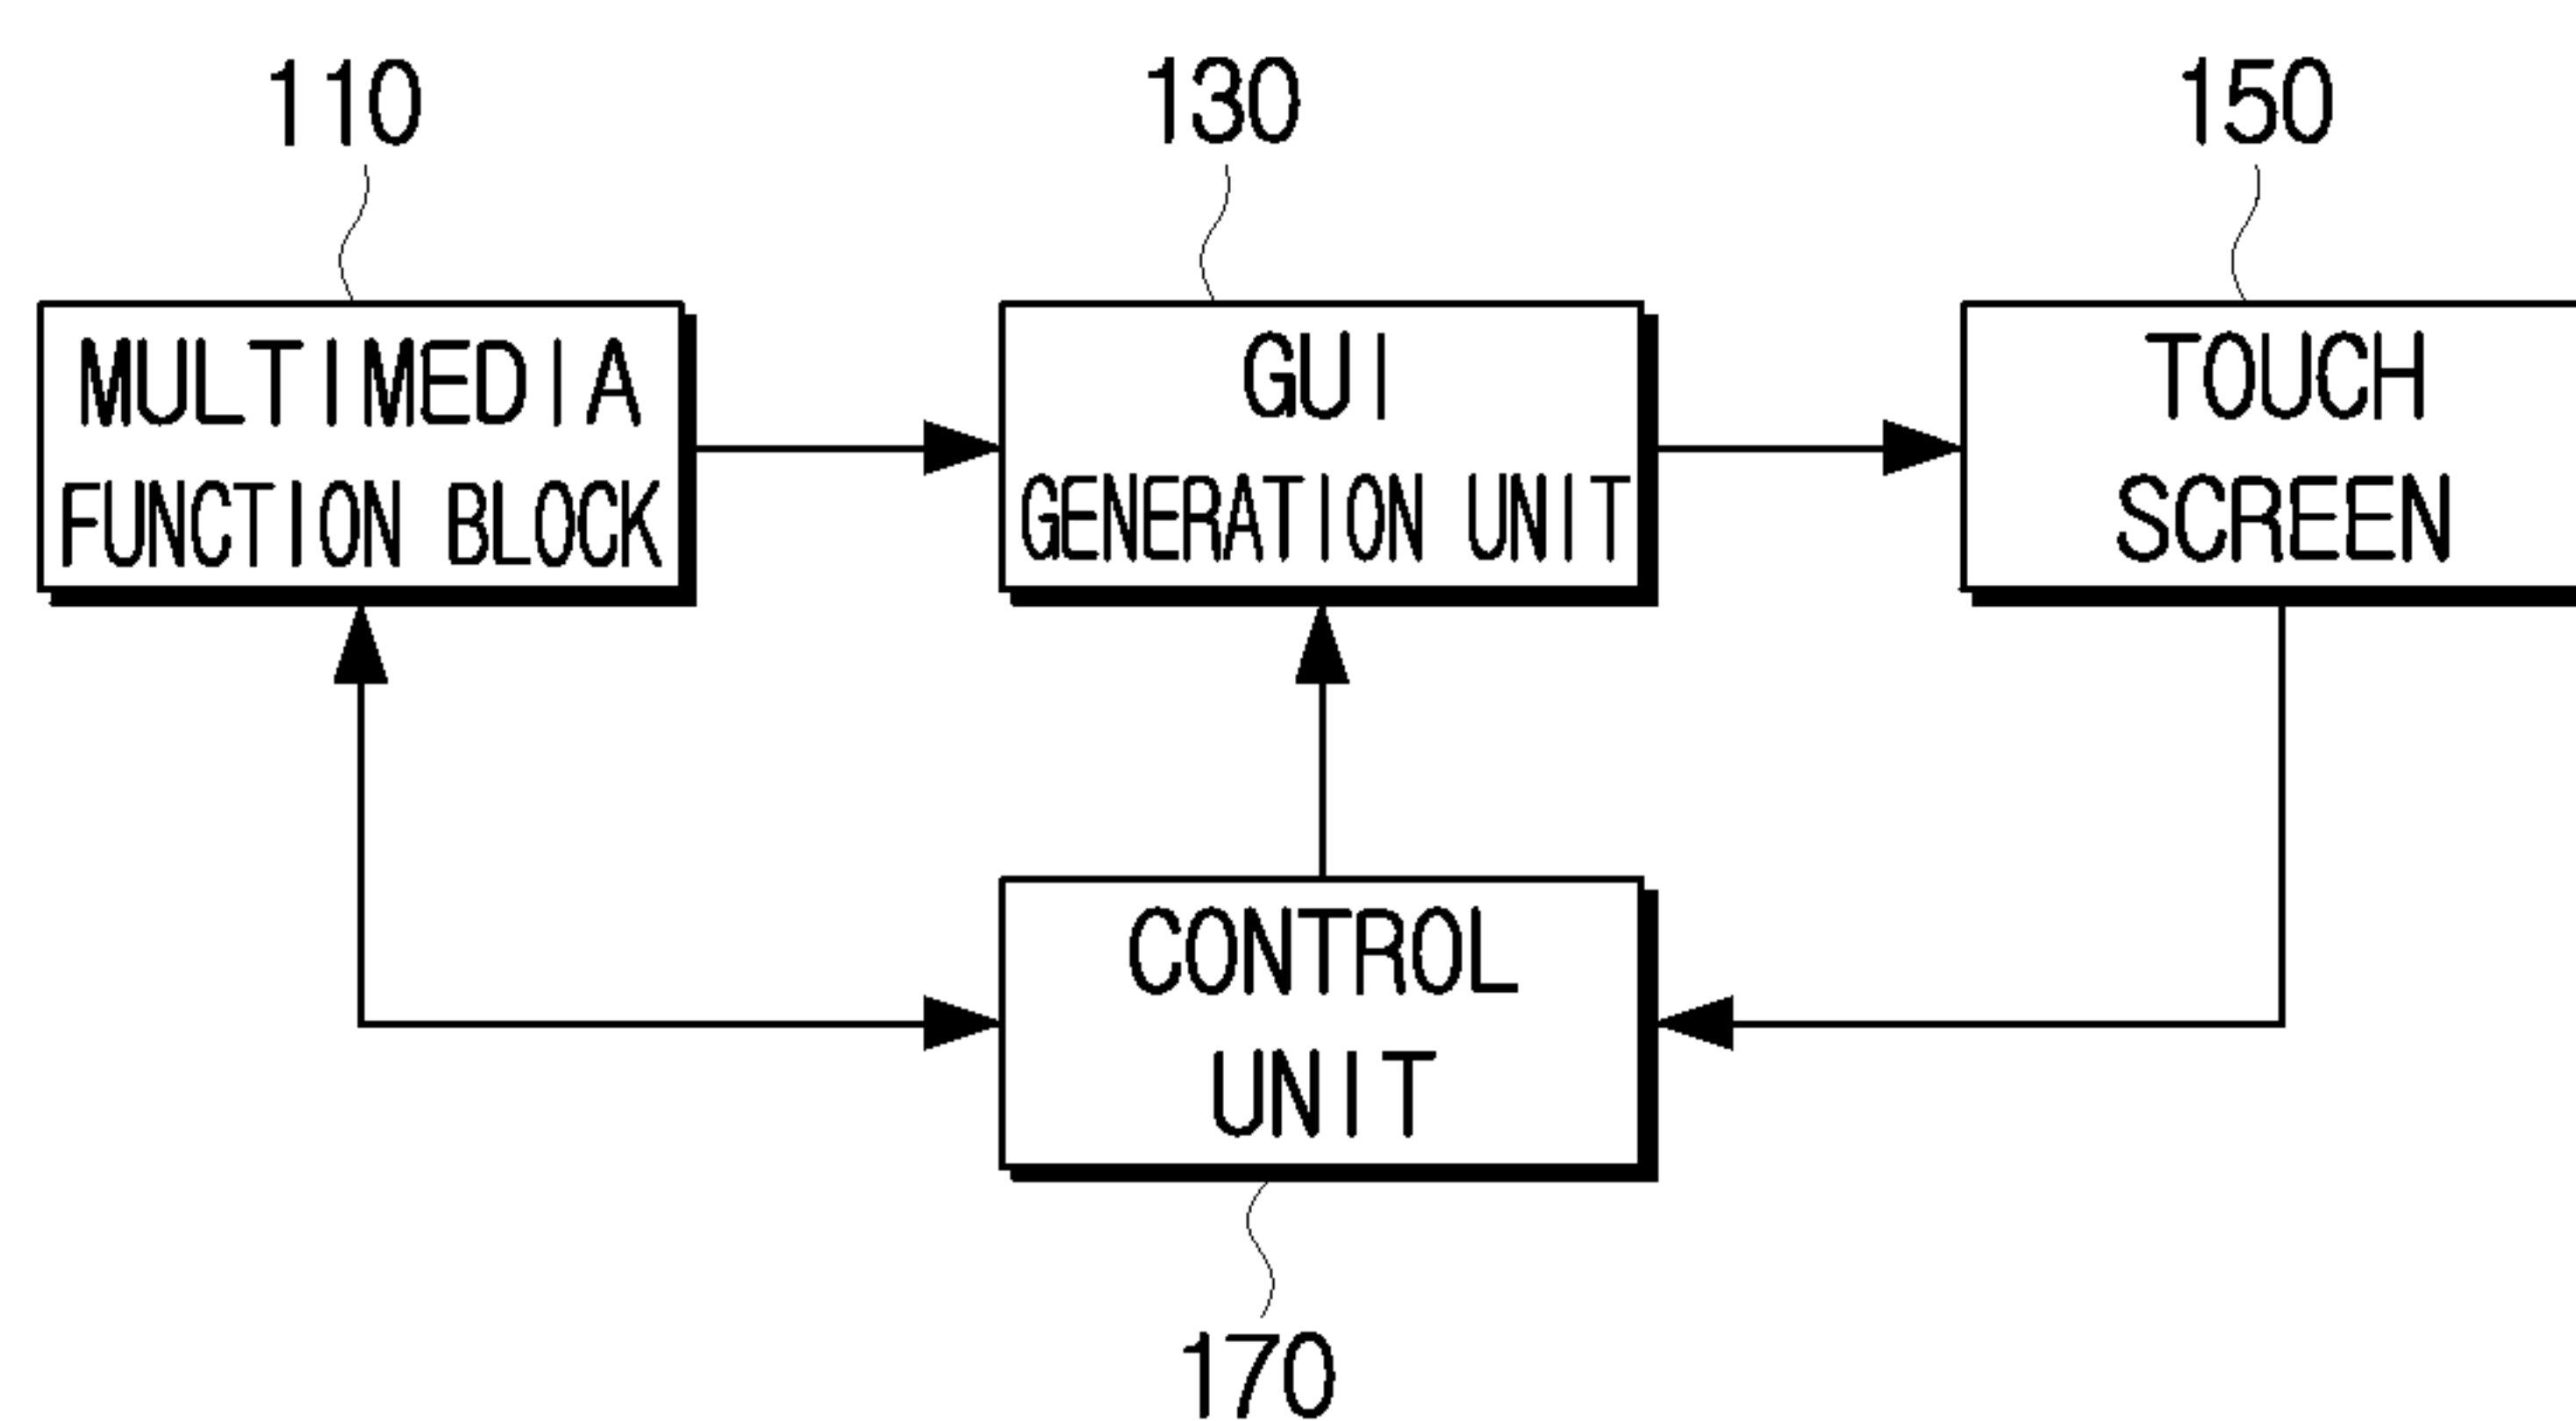 110
130
150
MULTIMEDIA
FUNCTION BLOCK
GUI
GENERATION UNIT
TOUCH
SCREEN
CONTROL
UNIT
170